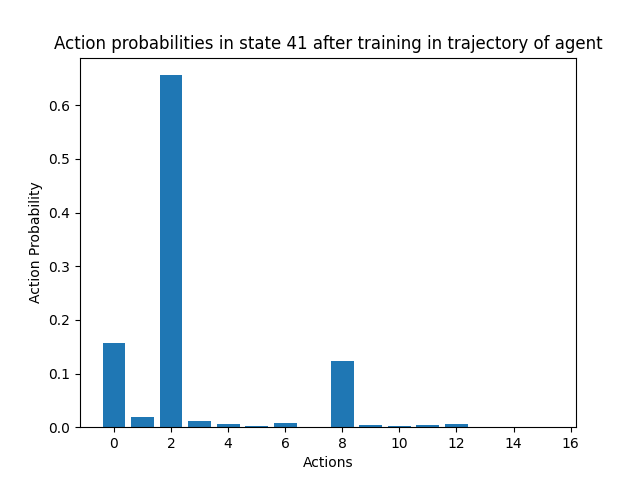 Action probabilities in state 41 after training in trajectory of agent
Action Probability
0.6
0.5
0.4
0.3
0.2
0.1
0.0
0 2 4 6 8 10 12 14 16
Actions